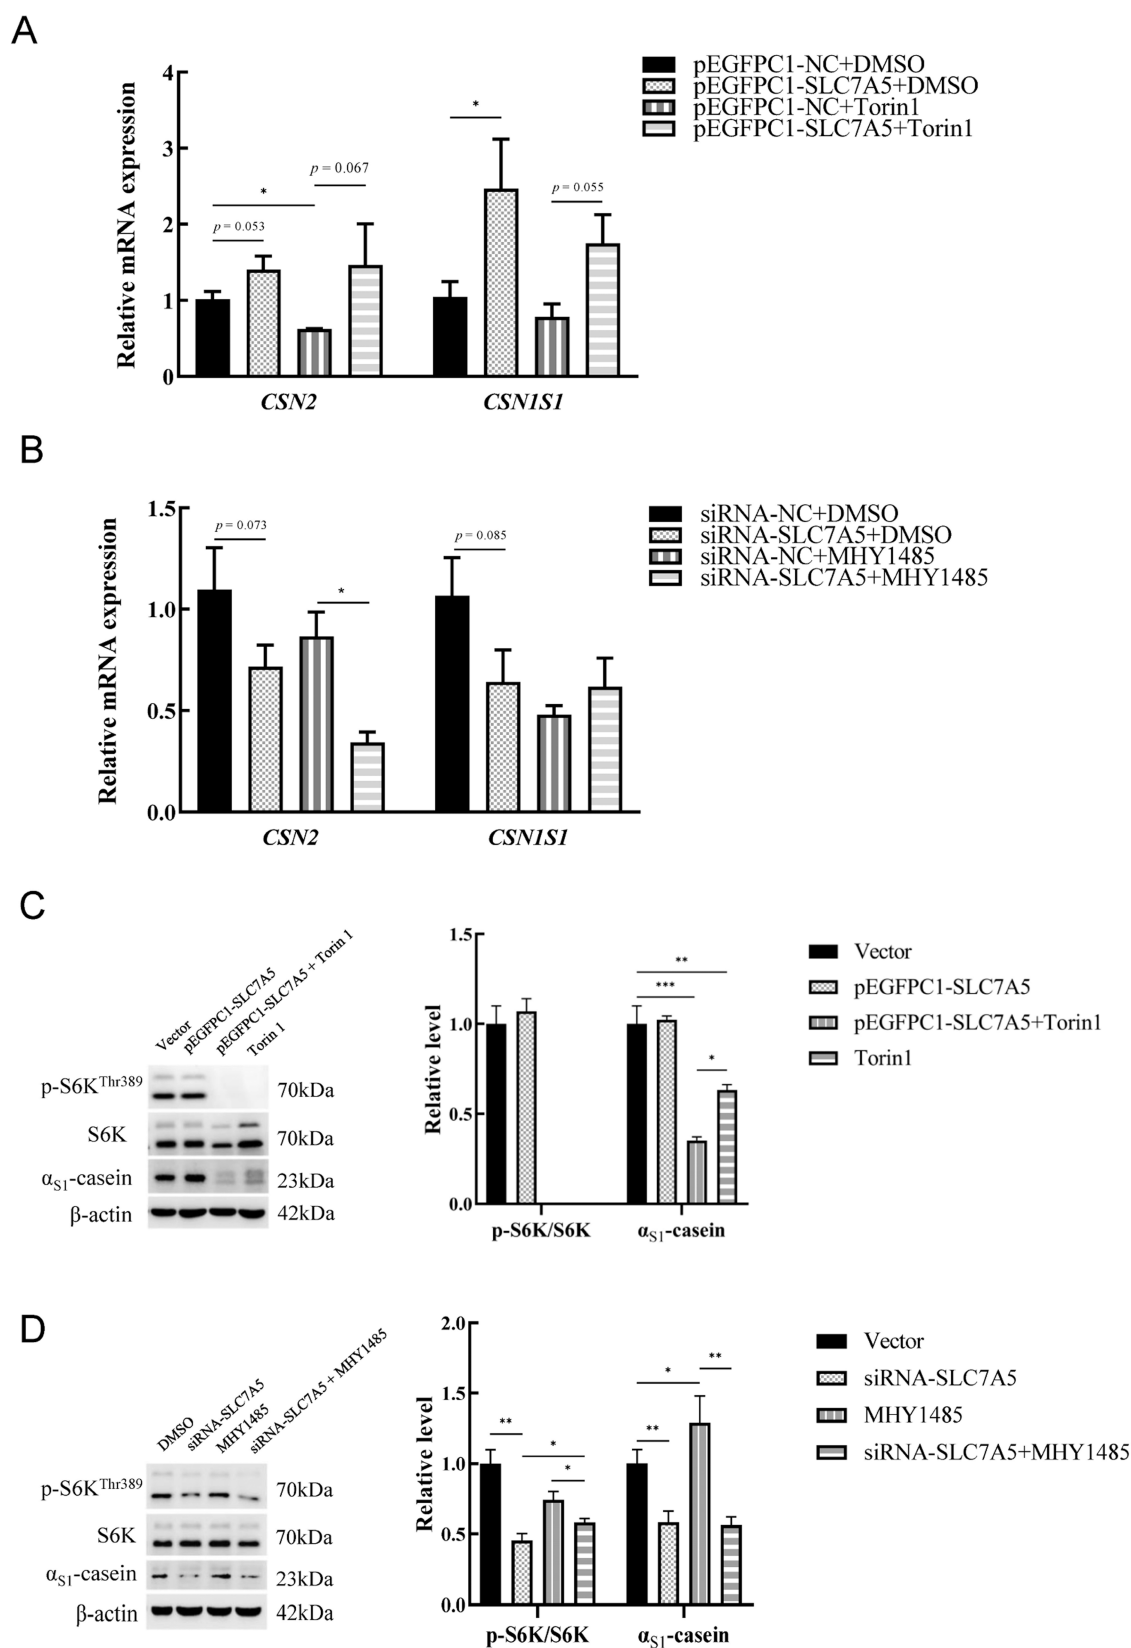 A
Relative mRNA expression
4
3
2
1
0
p = 0.053
*
p = 0.067
*
p = 0.055
CSN2
CSN1S1
pEGFPC1-NC+DMSO
pEGFPC1-SLC7A5+DMSO
pEGFPC1-NC+Torin1
pEGFPC1-SLC7A5+Torin1
B
Relative mRNA expression
1.5
1.0
0.5
0.0
p = 0.073
*
p = 0.085
CSN2
CSN1S1
siRNA-NC+DMSO
siRNA-SLC7A5+DMSO
siRNA-NC+MHY1485
siRNA-SLC7A5+MHY1485
C
Vector
pEGFPC1-SLC7A5
pEGFPC1-SLC7A5 + Torin 1
Torin 1
p-S6KThr389 70kDa
S6K 70kDa
αS1-casein 23kDa
β-actin 42kDa
Relative level
1.5
1.0
0.5
0.0
**
***
*
p-S6K/S6K
αS1-casein
Vector
pEGFPC1-SLC7A5
pEGFPC1-SLC7A5+Torin1
Torin1
D
DMSO
siRNA-SLC7A5
MHY1485
siRNA-SLC7A5 + MHY1485
p-S6KThr389 70kDa
S6K 70kDa
αS1-casein 23kDa
β-actin 42kDa
Relative level
2.0
1.5
1.0
0.5
0.0
**
*
*
**
*
**
p-S6K/S6K
αS1-casein
Vector
siRNA-SLC7A5
MHY1485
siRNA-SLC7A5+MHY1485